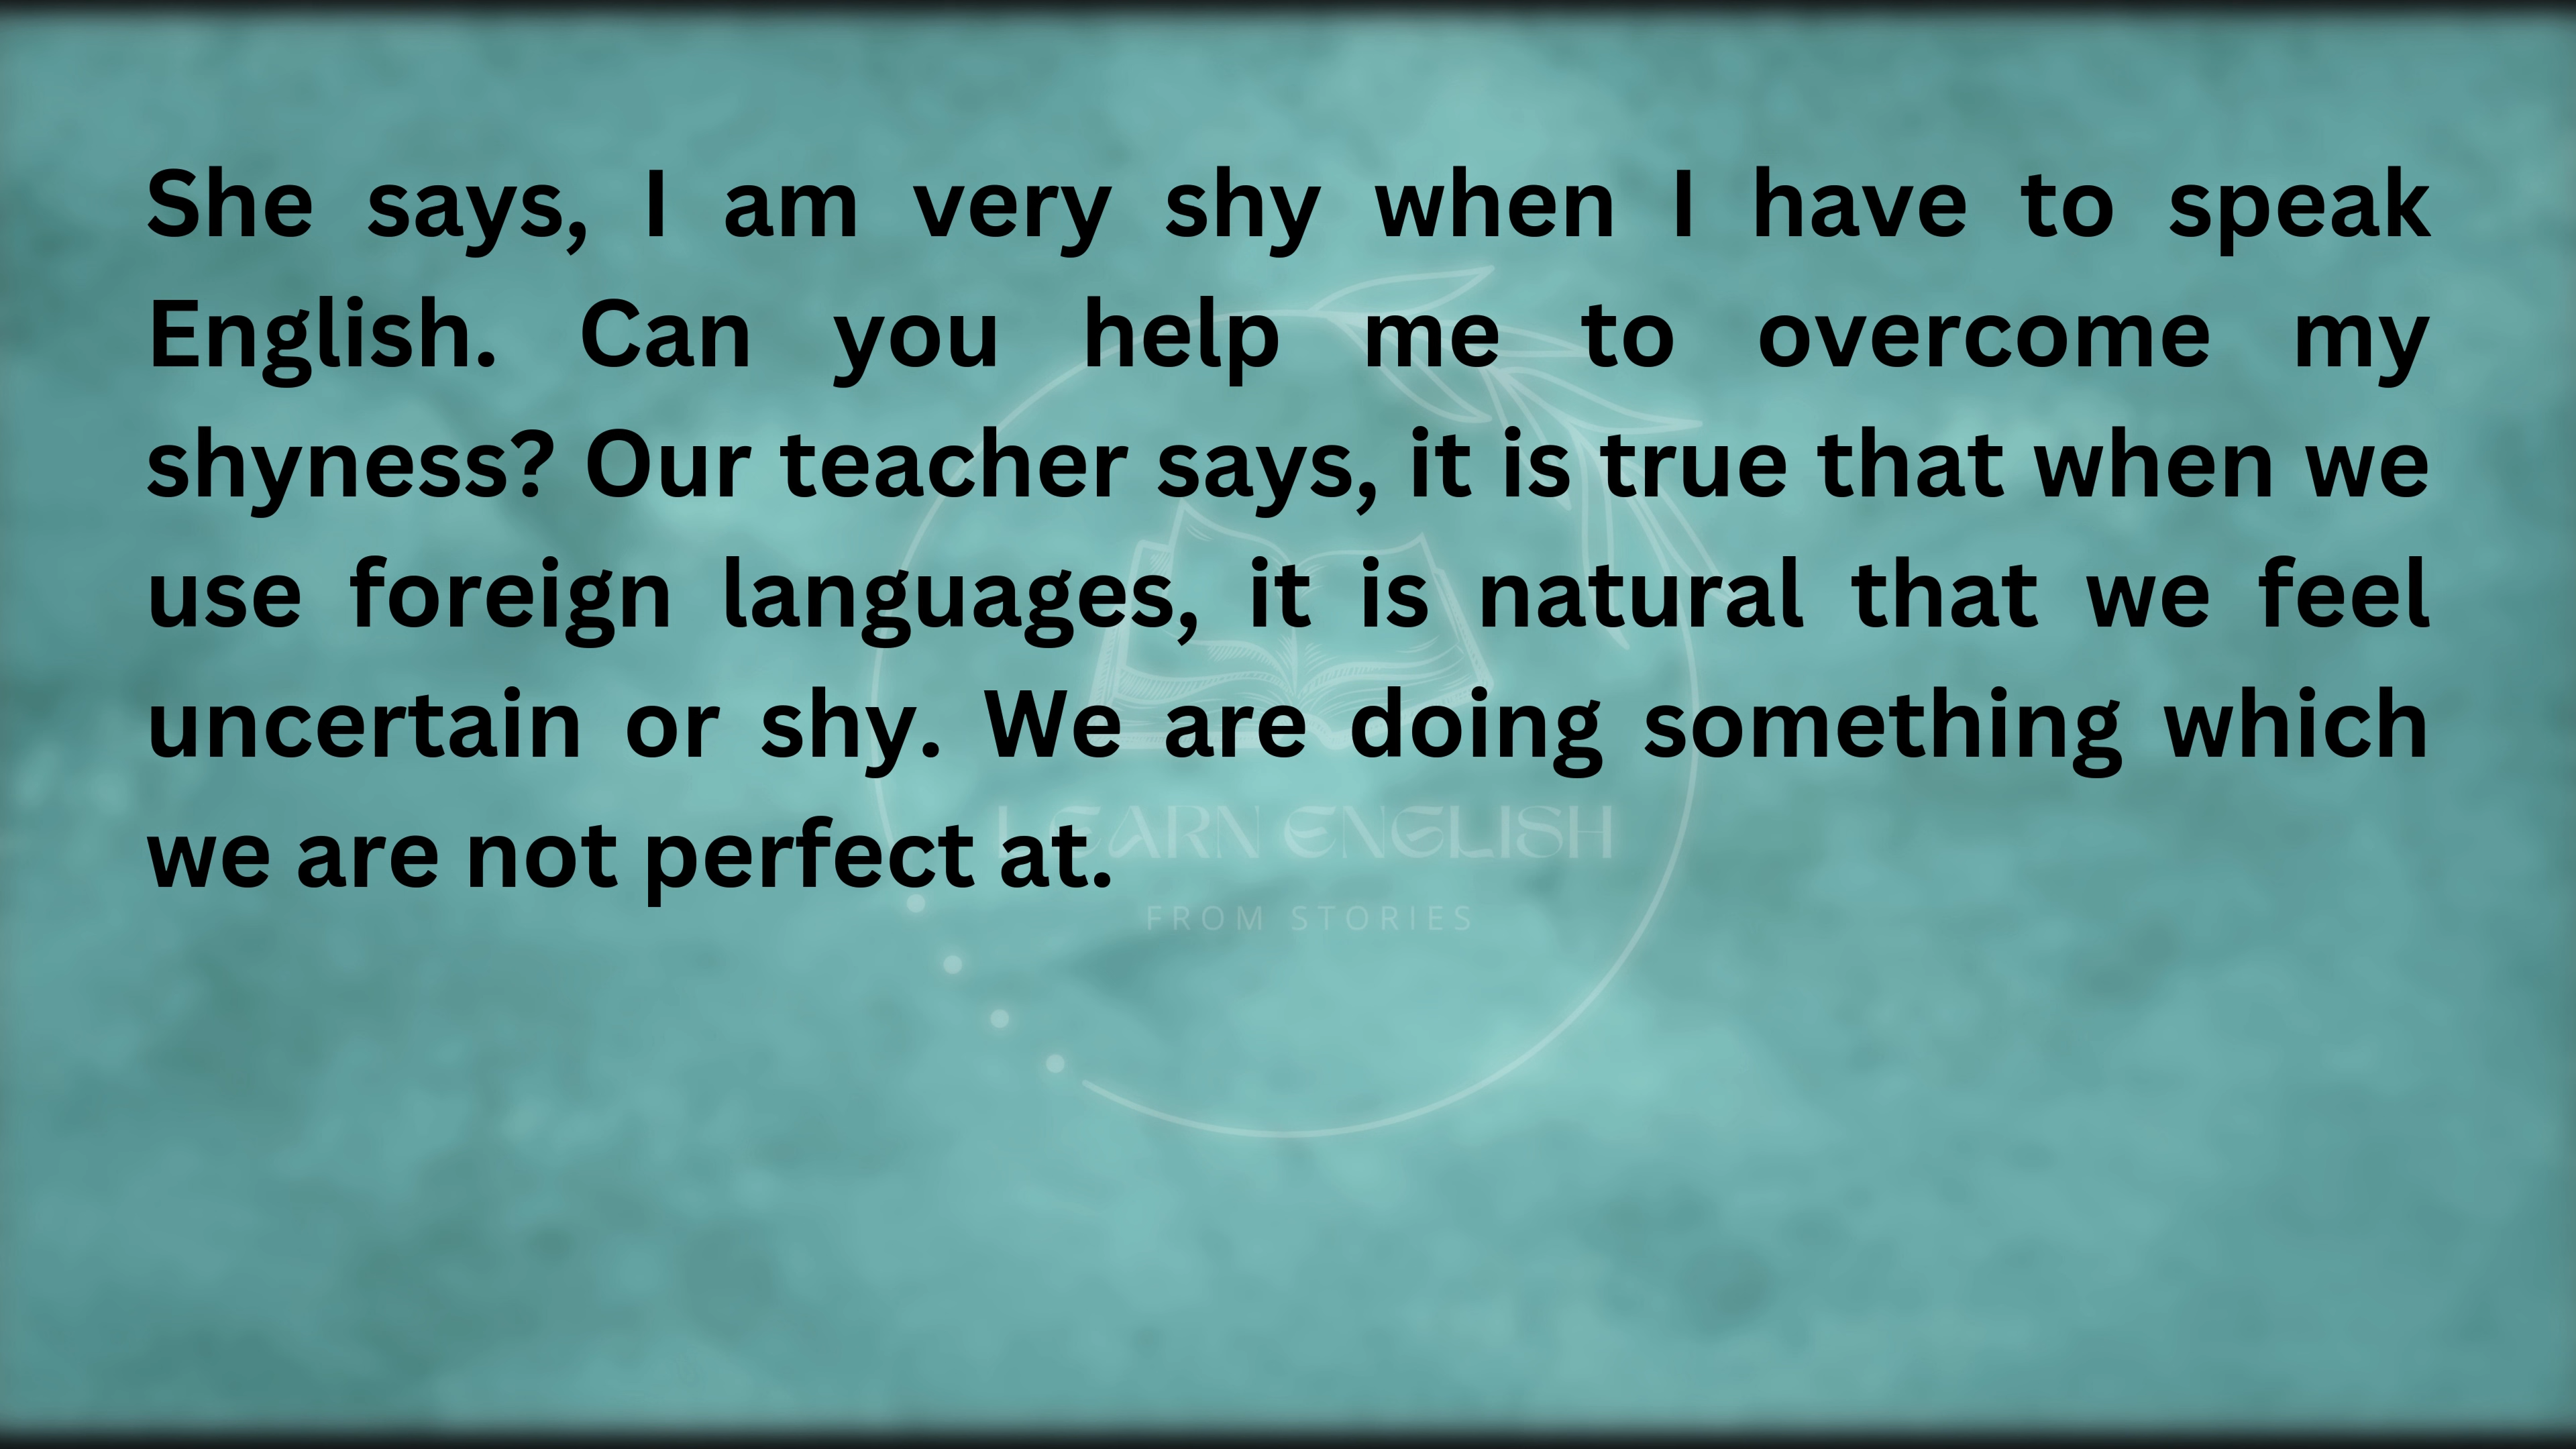 She says, I am very shy when I have to speak
English. Can you help me to overcome my
shyness? Our teacher says, it is true that when we
use foreign languages, it is natural that we feel
uncertain or shy. We are doing something which
we are not perfect at.
LEARN ENGLISH
FROM STORIES